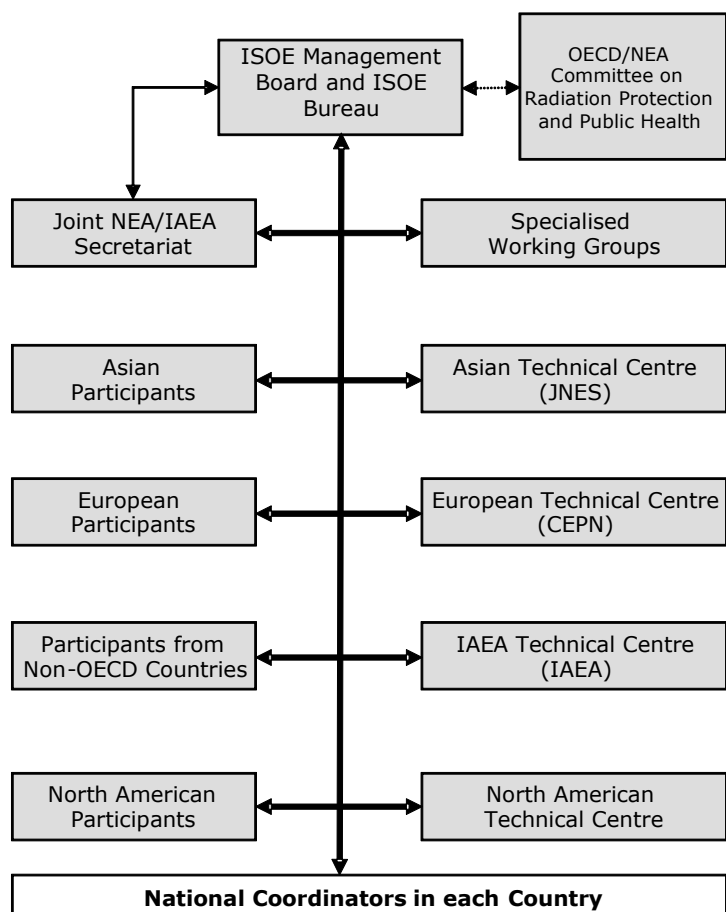 ISOE Management
Board and ISOE
Bureau
OECD/NEA
Committee on
Radiation Protection
and Public Health
Joint NEA/IAEA
Secretariat
Specialised
Working Groups
Asian
Participants
Asian Technical Centre
(JNES)
European
Participants
European Technical Centre
(CEPN)
Participants from
Non-OECD Countries
IAEA Technical Centre
(IAEA)
North American
Participants
North American
Technical Centre
National Coordinators in each Country